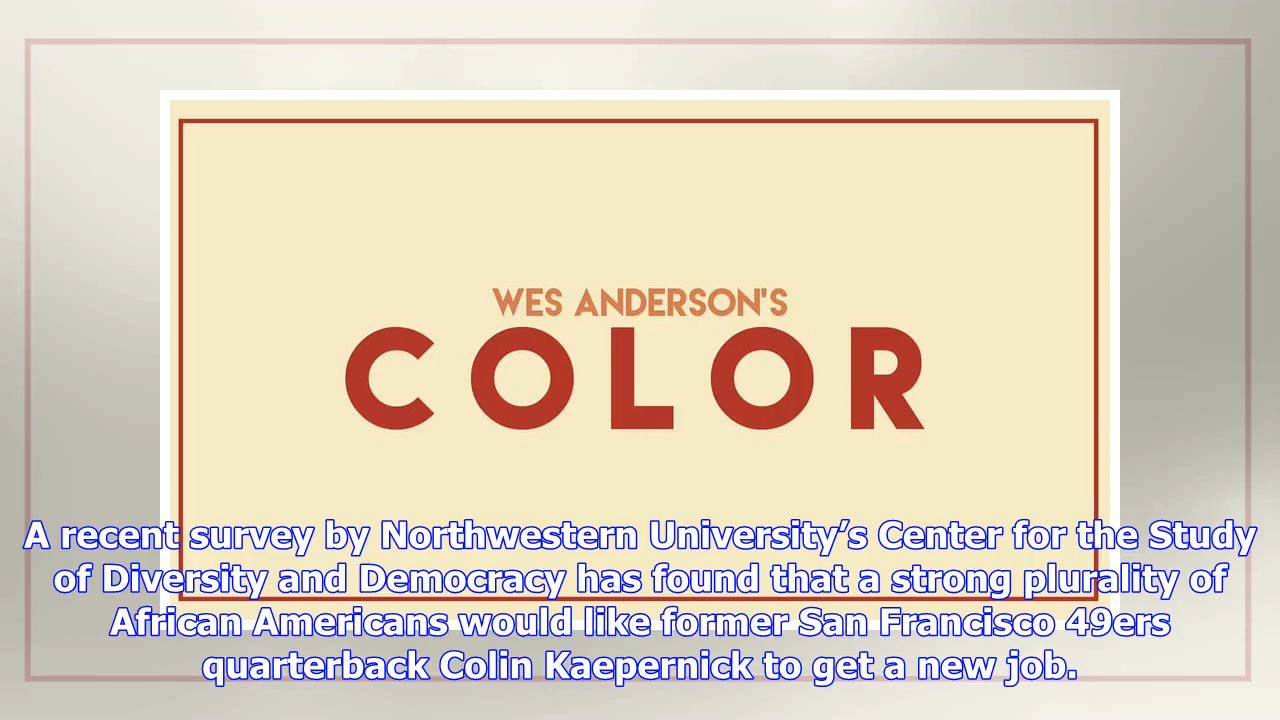 WES ANDERSON'S
COLOR
A recent survey by Northwestern University’s Center for the Study
of Diversity and Democracy has found that a strong plurality of
African Americans would like former San Francisco 49ers
quarterback Colin Kaepernick to get a new job.